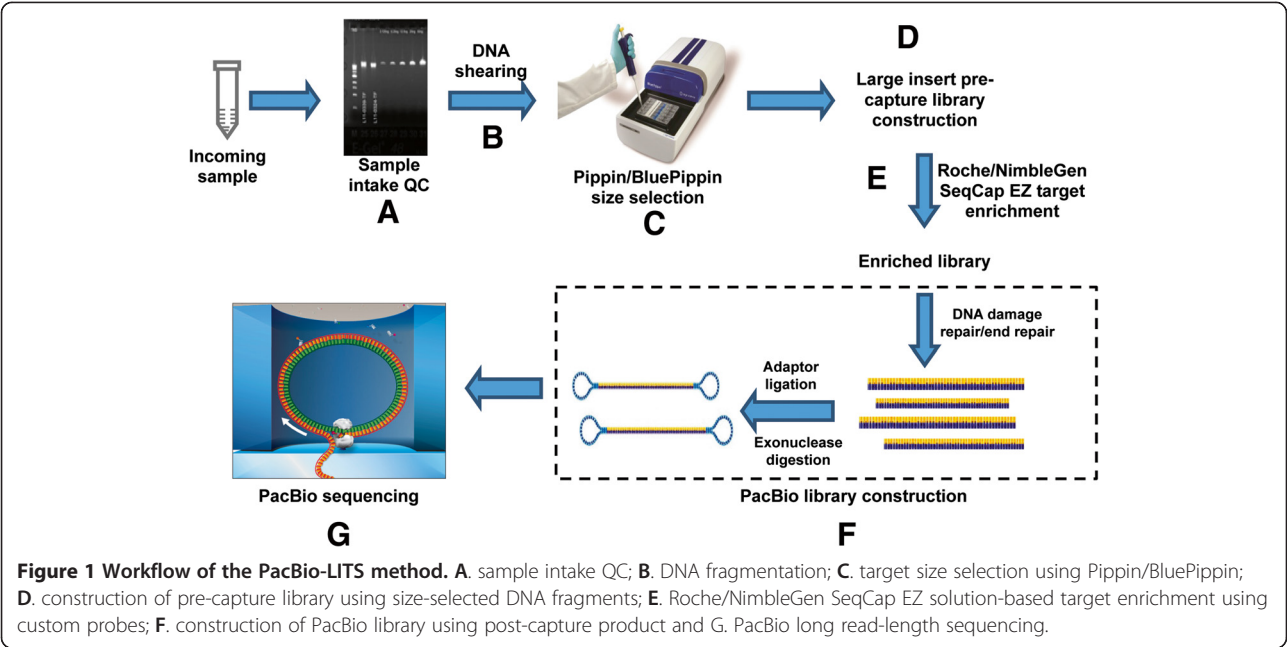 Incoming
sample
Sample
intake QC
A
DNA
shearing
B
Pippin/BluePippin
size selection
C
D
Large insert pre-
capture library
construction
E
Roche/NimbleGen
SeqCap EZ target
enrichment
Enriched library
DNA damage
repair/end repair
Adaptor
ligation
Exonuclease
digestion
PacBio library construction
F
PacBio sequencing
G
Figure 1 Workflow of the PacBio-LITS method. A. sample intake QC; B. DNA fragmentation; C. target size selection using Pippin/BluePippin;
D. construction of pre-capture library using size-selected DNA fragments; E. Roche/NimbleGen SeqCap EZ solution-based target enrichment using
custom probes; F. construction of PacBio library using post-capture product and G. PacBio long read-length sequencing.